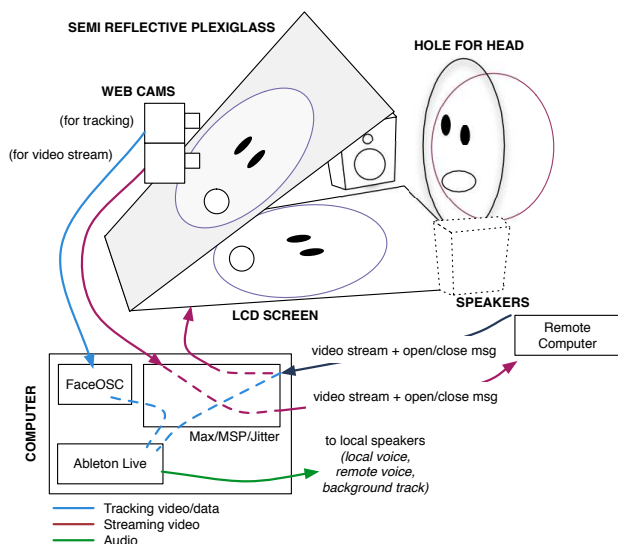 SEMI REFLECTIVE PLEXIGLASS
HOLE FOR HEAD
WEB CAMS
(for tracking)
(for video stream)
LCD SCREEN
SPEAKERS
Remote
Computer
video stream + open/close msg
video stream + open/close msg
COMPUTER
FaceOSC
Max/MSP/Jitter
Ableton Live
to local speakers
(local voice,
remote voice,
background track)
Tracking video/data
Streaming video
Audio